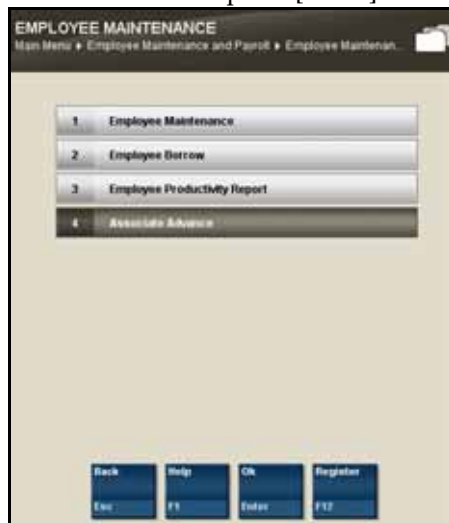 EMPLOYEE MAINTENANCE
Main Menu ▸ Employee Maintenance and Payroll ▸ Employee Maintenan...
1 Employee Maintenance
2 Employee Borrow
3 Employee Productivity Report
4 Associate Advance
Back Help Ok Register
Esc F1 Enter F12